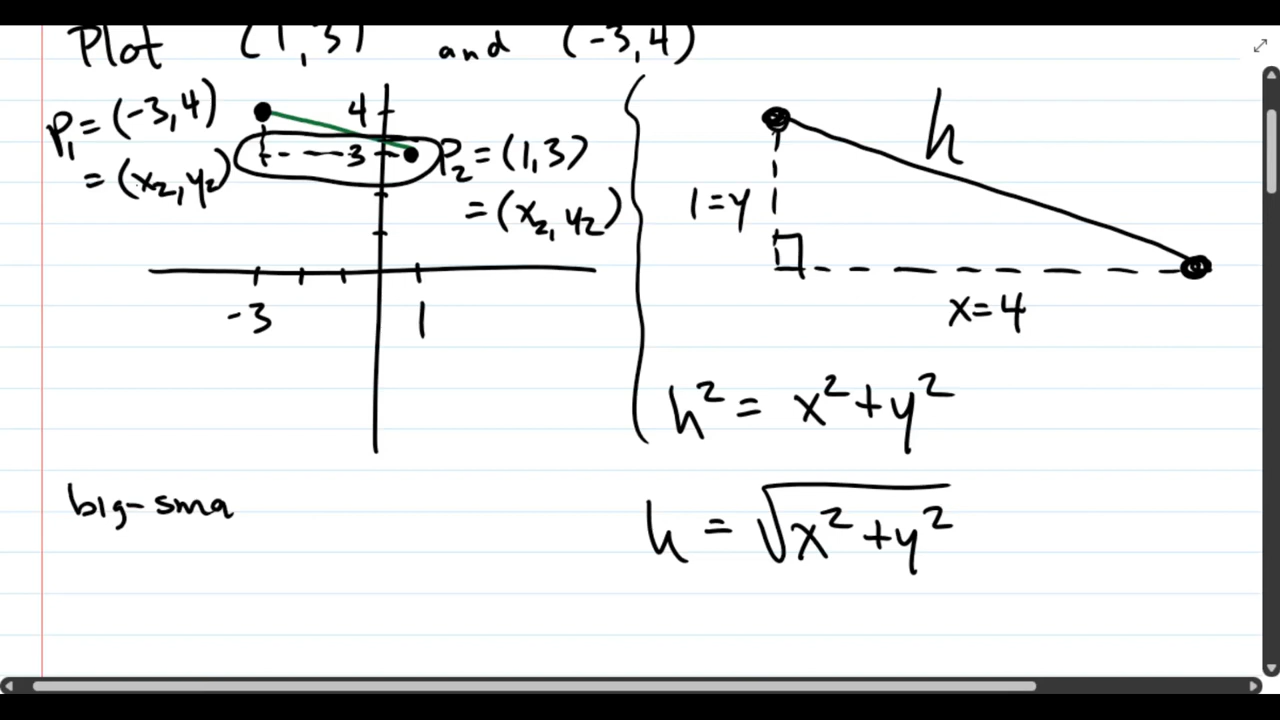 Plot (1,3) and (-3,4)
P₁ = (-3,4)
= (x₂,y₂)
4
3
P₂ = (1,3)
= (x₂,y₂)
-3
1
h
1=y
x=4
h² = x²+y²
h = √x²+y²
big-sma